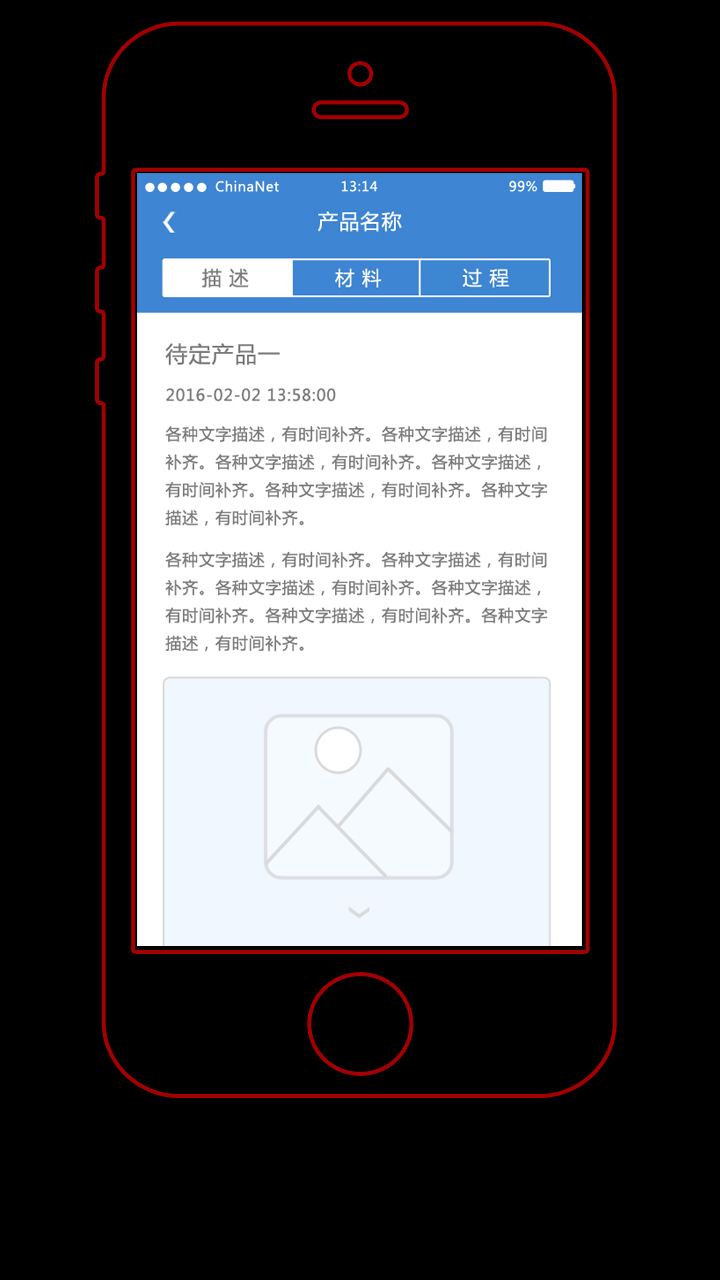 ChinaNet 13:14 99%
产品名称
描 述 材 料 过 程
待定产品一
2016-02-02 13:58:00
各种文字描述，有时间补齐。各种文字描述，有时间
补齐。各种文字描述，有时间补齐。各种文字描述，
有时间补齐。各种文字描述，有时间补齐。各种文字
描述，有时间补齐。
各种文字描述，有时间补齐。各种文字描述，有时间
补齐。各种文字描述，有时间补齐。各种文字描述，
有时间补齐。各种文字描述，有时间补齐。各种文字
描述，有时间补齐。